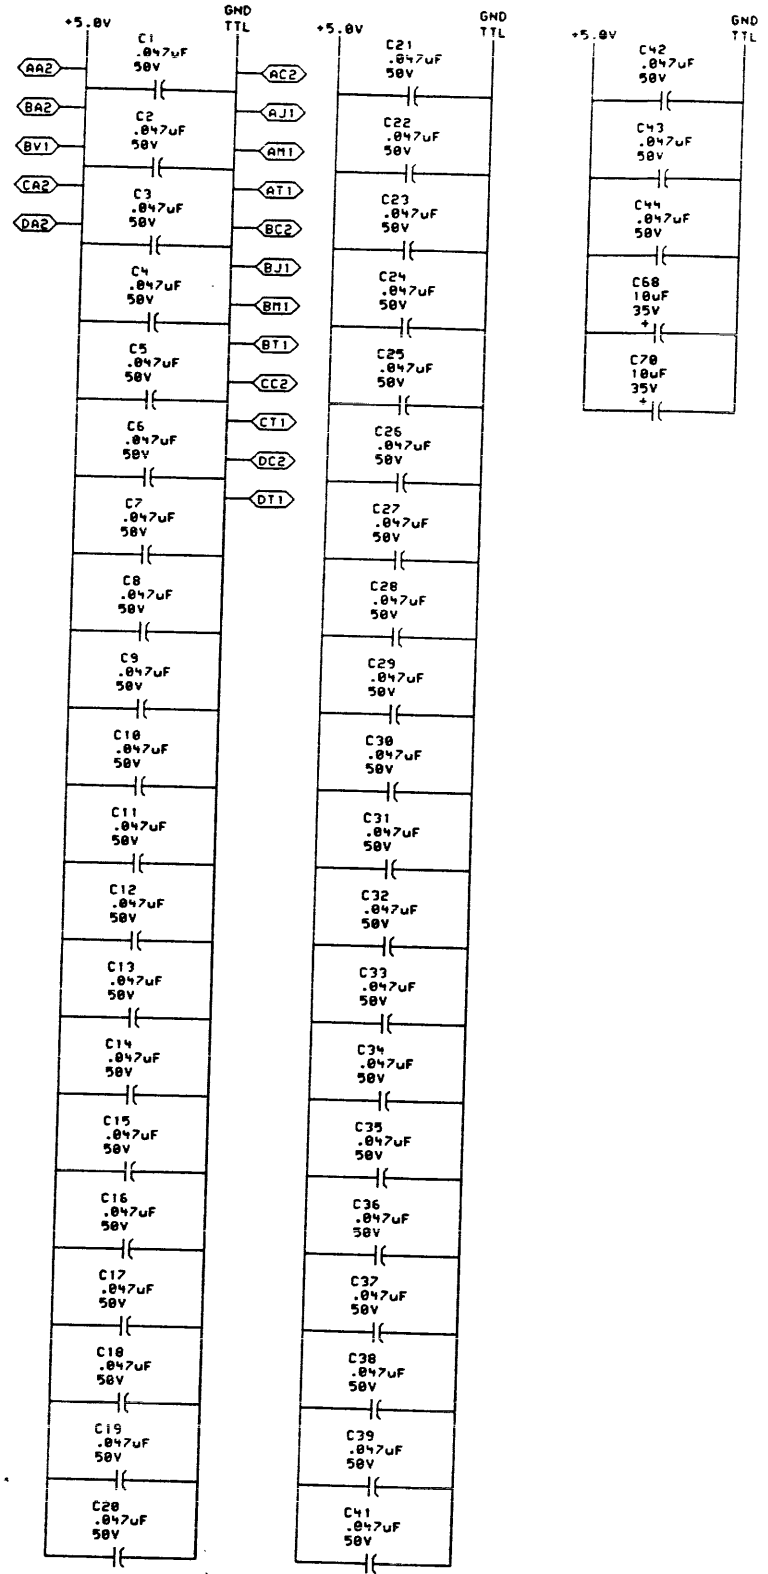 +5.0V
GND
TTL
C1
.047uF
50V
C2
.047uF
50V
C3
.047uF
50V
C4
.047uF
50V
C5
.047uF
50V
C6
.047uF
50V
C7
.047uF
50V
C8
.047uF
50V
C9
.047uF
50V
C10
.047uF
50V
C11
.047uF
50V
C12
.047uF
50V
C13
.047uF
50V
C14
.047uF
50V
C15
.047uF
50V
C16
.047uF
50V
C17
.047uF
50V
C18
.047uF
50V
C19
.047uF
50V
C20
.047uF
50V
AA2
BA2
BV1
CA2
DA2
AC2
AJ1
AM1
AT1
BC2
BJ1
BM1
BT1
CC2
CT1
DC2
DT1
+5.0V
GND
TTL
C21
.047uF
50V
C22
.047uF
50V
C23
.047uF
50V
C24
.047uF
50V
C25
.047uF
50V
C26
.047uF
50V
C27
.047uF
50V
C28
.047uF
50V
C29
.047uF
50V
C30
.047uF
50V
C31
.047uF
50V
C32
.047uF
50V
C33
.047uF
50V
C34
.047uF
50V
C35
.047uF
50V
C36
.047uF
50V
C37
.047uF
50V
C38
.047uF
50V
C39
.047uF
50V
C41
.047uF
50V
+5.0V
GND
TTL
C42
.047uF
50V
C43
.047uF
50V
C44
.047uF
50V
C68
10uF
35V
+
C70
10uF
35V
+